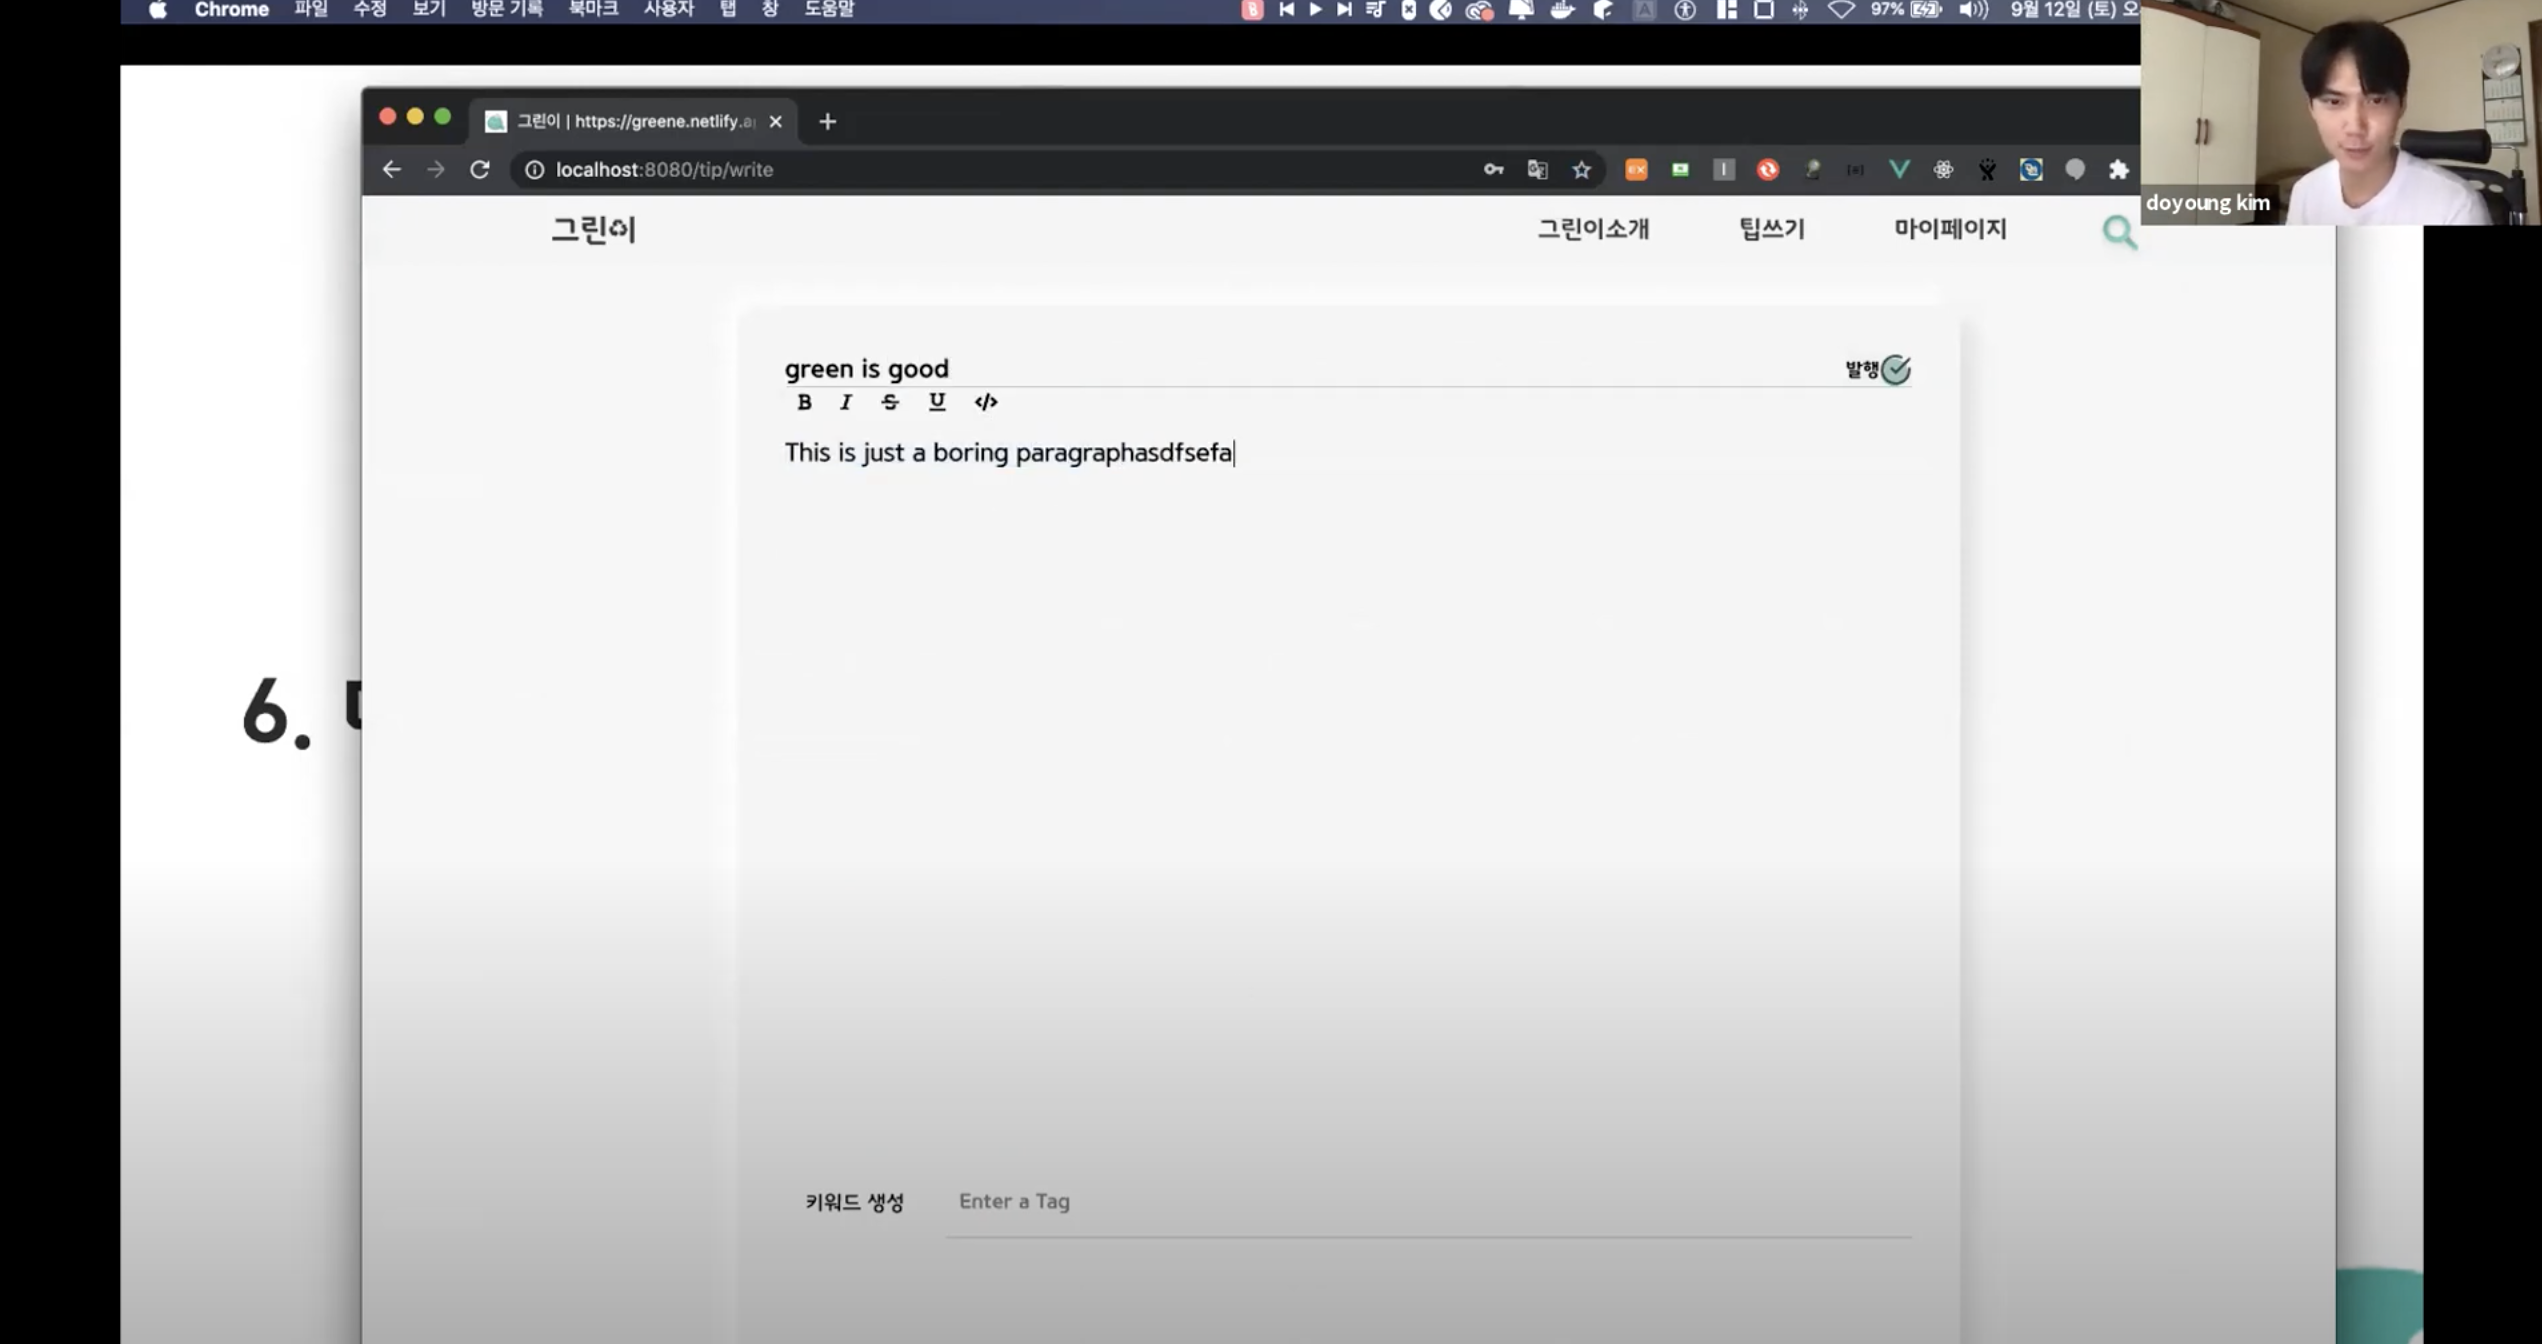 Chrome 파일 수정 보기 방문 기록 북마크 사용자 탭 창 도움말 97% 9월 12일 (토) 오
그린이 | https://greene.netlify.a
localhost:8080/tip/write
doyoung kim
그린이 그린이소개 팁쓰기 마이페이지
green is good 발행
B I S U </>
This is just a boring paragraphasdfsefa
6.
키워드 생성 Enter a Tag